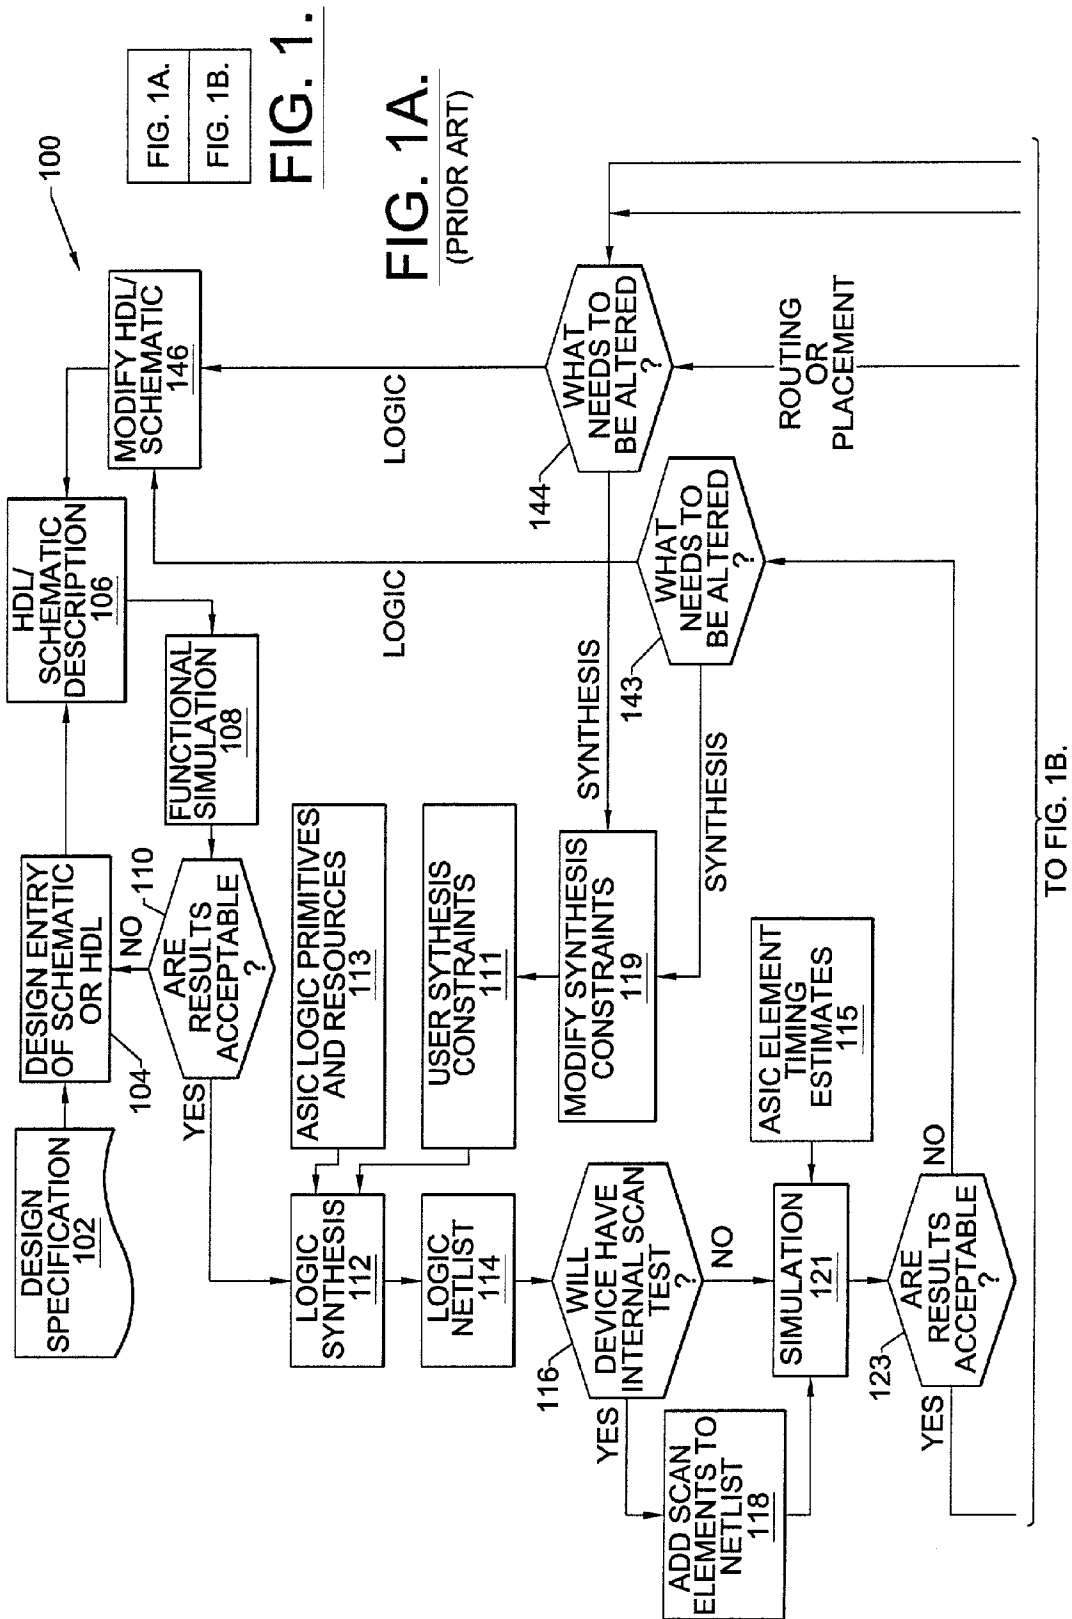 FIG. 1A.
FIG. 1B.
FIG. 1.
FIG. 1A.
(PRIOR ART)
100
DESIGN
SPECIFICATION
102
DESIGN ENTRY
OF SCHEMATIC
OR HDL
104
HDL/
SCHEMATIC
DESCRIPTION
106
MODIFY HDL/
SCHEMATIC
146
FUNCTIONAL
SIMULATION
108
NO
110
ARE
RESULTS
ACCEPTABLE
?
YES
LOGIC
LOGIC
ASIC LOGIC PRIMITIVES
AND RESOURCES
113
LOGIC
SYNTHESIS
112
USER SYTHESIS
CONSTRAINTS
111
LOGIC
NETLIST
114
MODIFY SYNTHESIS
CONSTRAINTS
119
SYNTHESIS
144
WHAT
NEEDS TO
BE ALTERED
?
116
WILL
DEVICE HAVE
INTERNAL SCAN
TEST
?
YES
NO
143
WHAT
NEEDS TO
BE ALTERED
?
SYNTHESIS
ROUTING
OR
PLACEMENT
ADD SCAN
ELEMENTS TO
NETLIST
118
SIMULATION
121
ASIC ELEMENT
TIMING
ESTIMATES
115
123
ARE
RESULTS
ACCEPTABLE
?
YES
NO
TO FIG. 1B.